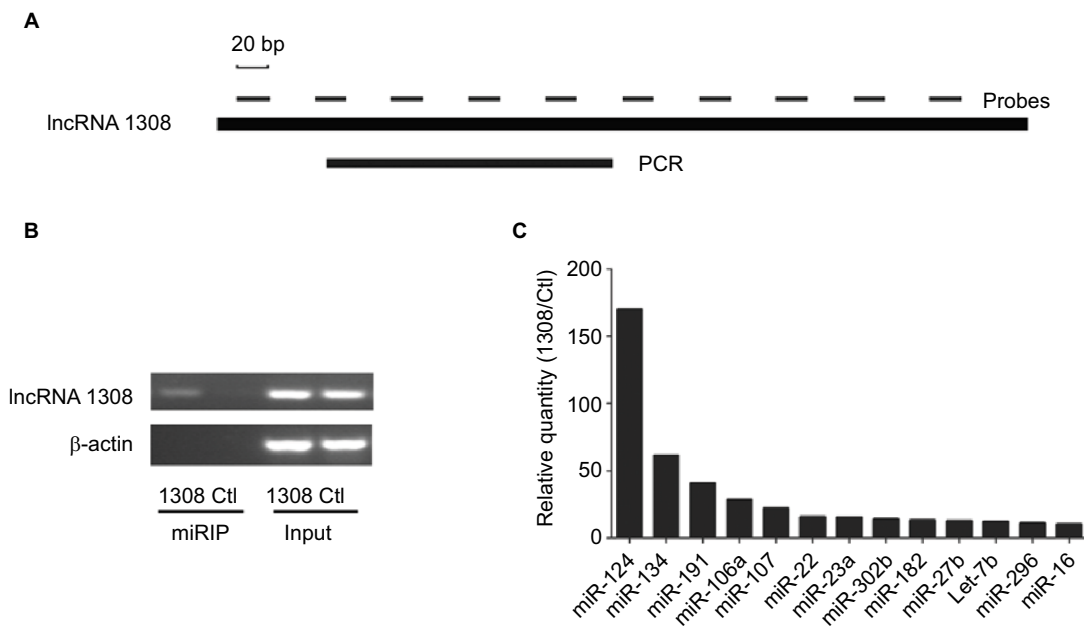 A
20 bp
Probes
lncRNA 1308
PCR
B
lncRNA 1308
β-actin
1308 Ctl 1308 Ctl
miRIP Input
C
Relative quantity (1308/Ctl)
200
150
100
50
0
miR-124
miR-134
miR-191
miR-106a
miR-107
miR-22
miR-23a
miR-302b
miR-182
miR-27b
Let-7b
miR-296
miR-16